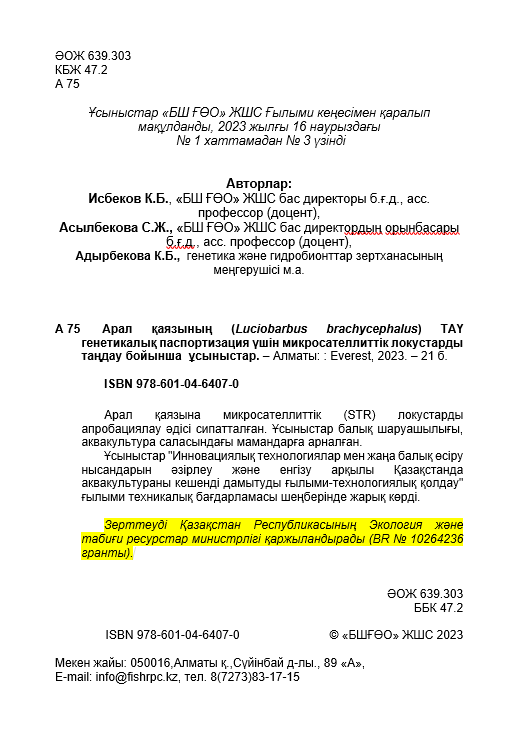 ӘОЖ 639.303
КБЖ 47.2
А 75
Ұсыныстар «БШ ҒӨО» ЖШС Ғылыми кеңесімен қаралып
мақұлданды, 2023 жылғы 16 наурыздағы
№ 1 хаттамадан № 3 үзінді
Авторлар:
Исбеков К.Б., «БШ ҒӨО» ЖШС бас директоры б.ғ.д., асс.
профессор (доцент),
Асылбекова С.Ж., «БШ ҒӨО» ЖШС бас директордың орынбасары
б.ғ.д., асс. профессор (доцент),
Адырбекова К.Б., генетика және гидробионттар зертханасының
меңгерушісі м.а.
А 75 Арал қаязының (Luciobarbus brachycephalus) ТАҮ
генетикалық паспортизация үшін микросателлиттік локустарды
таңдау бойынша ұсыныстар. – Алматы: : Everest, 2023. – 21 б.
ISBN 978-601-04-6407-0
Арал қаязына микросателлиттік (STR) локустарды
апробациялау әдісі сипатталған. Ұсыныстар балық шаруашылығы,
аквакультура саласындағы мамандарға арналған.
Ұсыныстар "Инновациялық технологиялар мен жаңа балық өсіру
нысандарын әзірлеу және енгізу арқылы Қазақстанда
аквакультураны кешенді дамытуды ғылыми-технологиялық қолдау"
ғылыми техникалық бағдарламасы шеңберінде жарық көрді.
Зерттеуді Қазақстан Республикасының Экология және
табиғи ресурстар министрлігі қаржыландырады (BR № 10264236
гранты).
ӘОЖ 639.303
ББК 47.2
ISBN 978-601-04-6407-0 © «БШҒӨО» ЖШС 2023
Мекен жайы: 050016,Алматы қ.,Сүйінбай д-лы., 89 «А»,
E-mail: info@fishrpc.kz, тел. 8(7273)83-17-15